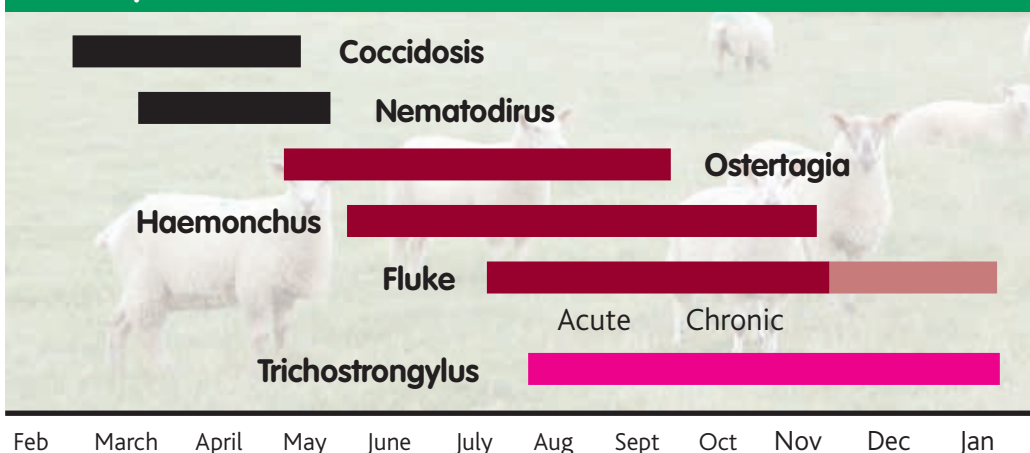 Coccidosis
Nematodirus
Ostertagia
Haemonchus
Fluke
Acute Chronic
Trichostrongylus
Feb March April May June July Aug Sept Oct Nov Dec Jan